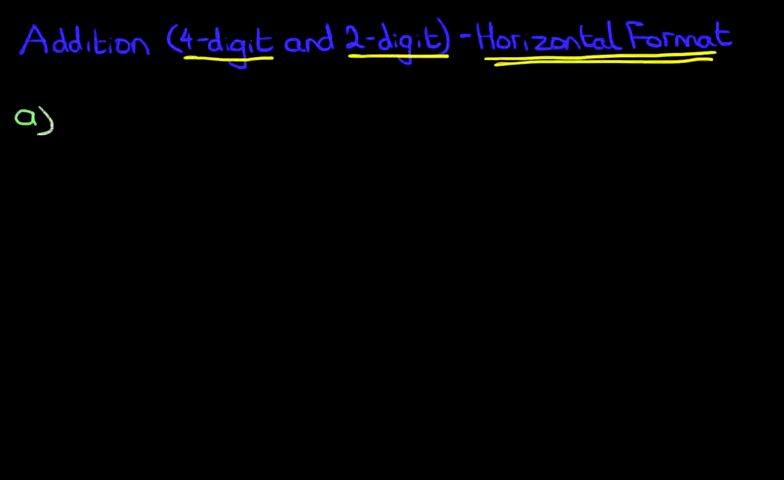 Addition (4-digit and 2-digit) - Horizontal Format
a)